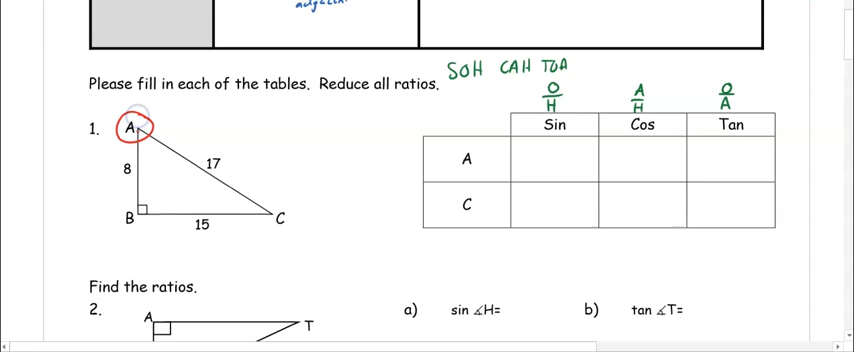 adjacent
Please fill in each of the tables. Reduce all ratios.
SOH CAH TOA
O/H A/H O/A
1.
A
8
17
B
15
C
Sin Cos Tan
A
C
Find the ratios.
2.
A
T
a) sin ∡H=
b) tan ∡T=